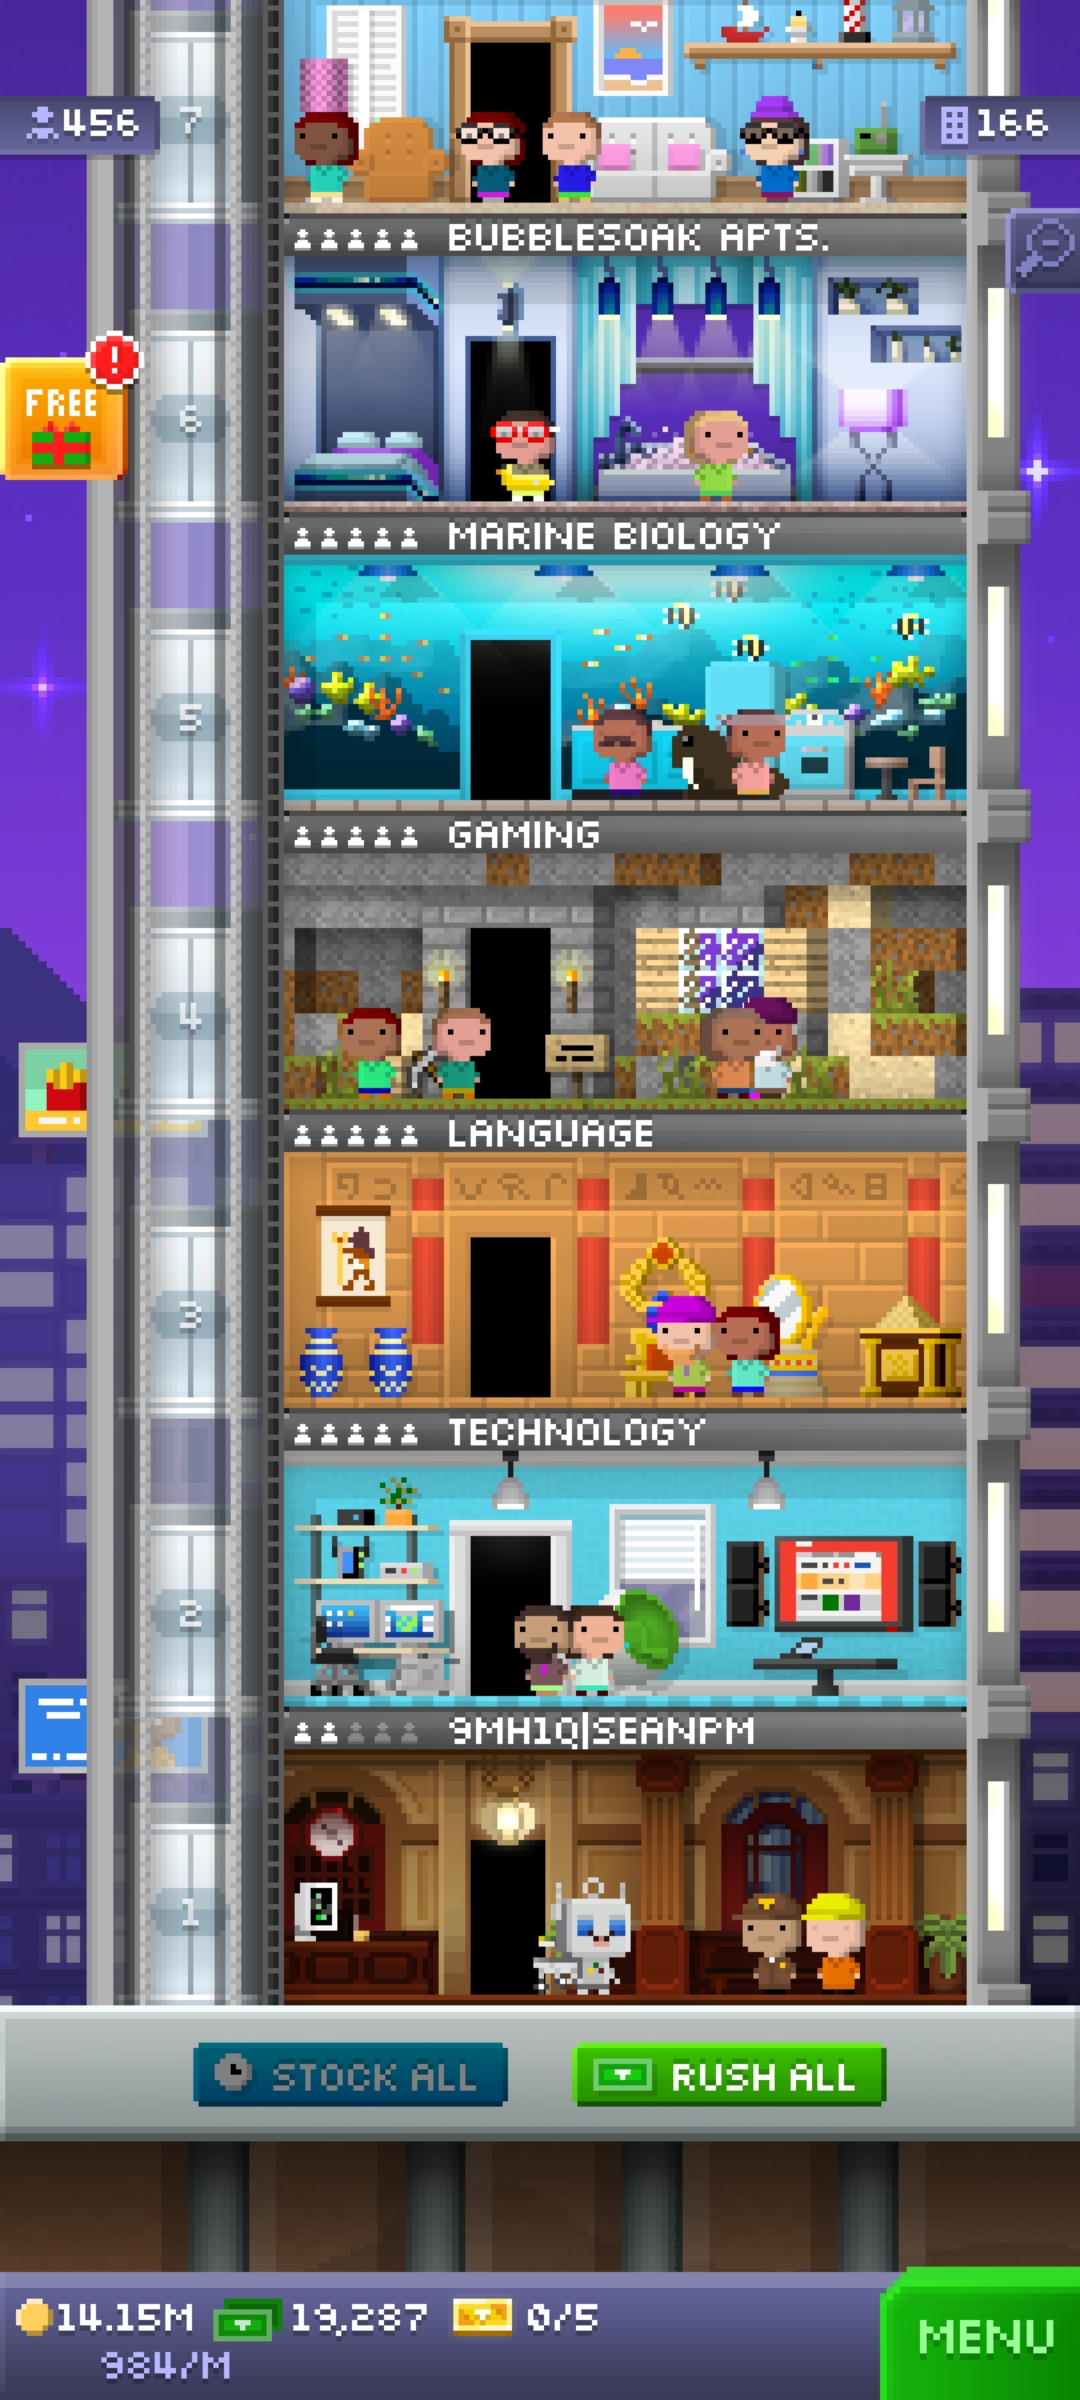 7
456
166
BUBBLESOAK APTS.
FREE
!
6
MARINE BIOLOGY
5
GAMING
4
LANGUAGE
3
TECHNOLOGY
2
9MH1Q|SEANPM
1
STOCK ALL
RUSH ALL
14.15M
19,287
0/5
984/M
MENU